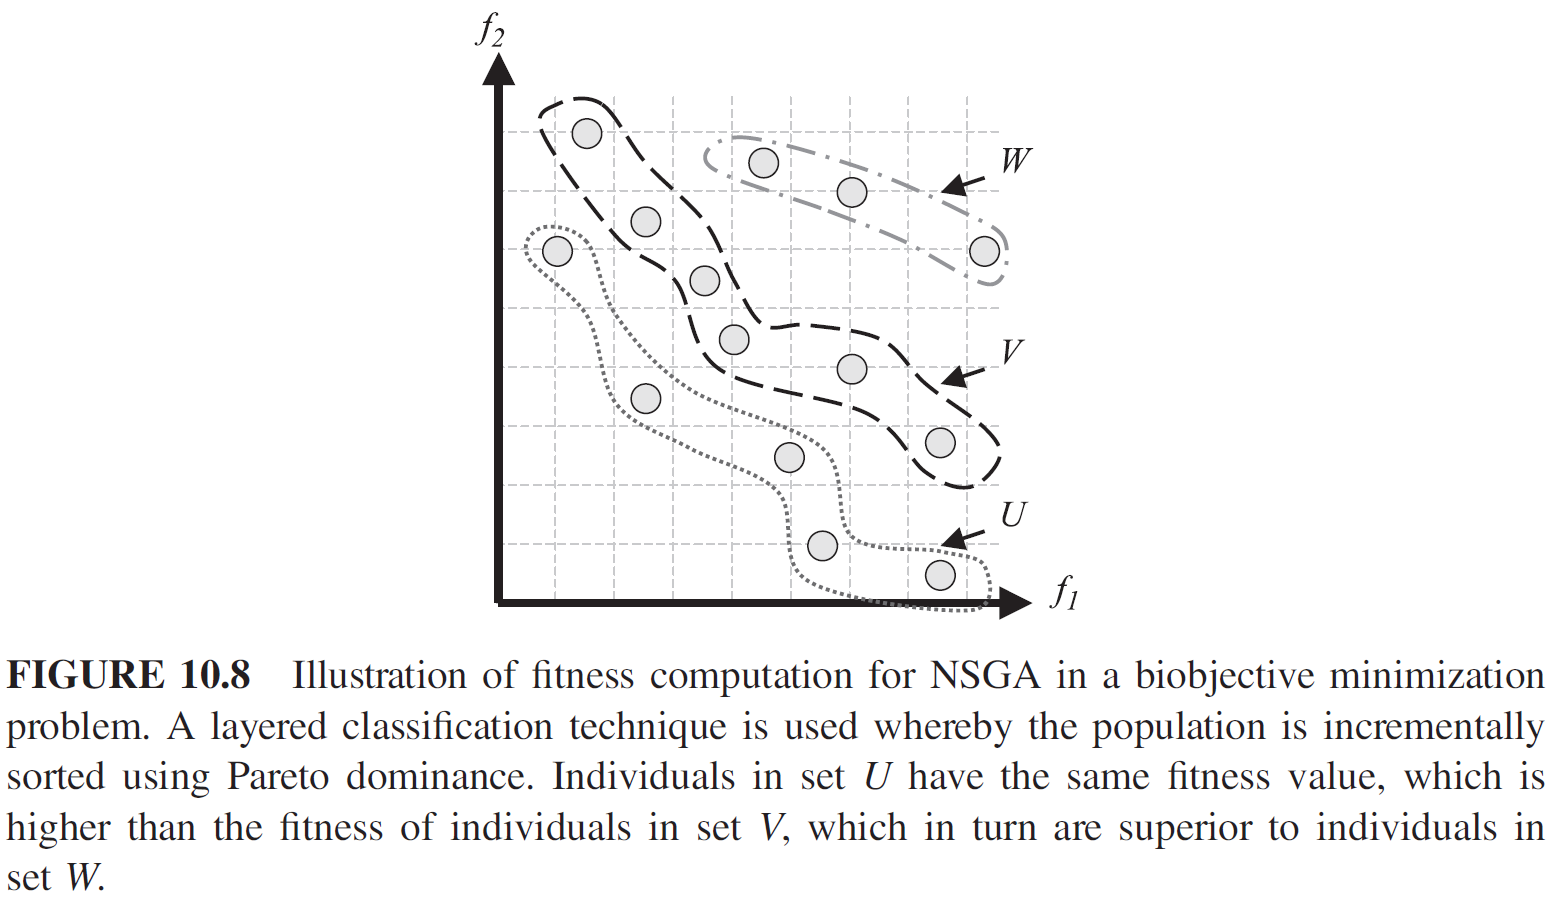 f2
W
V
U
f1
FIGURE 10.8 Illustration of fitness computation for NSGA in a biobjective minimization
problem. A layered classification technique is used whereby the population is incrementally
sorted using Pareto dominance. Individuals in set U have the same fitness value, which is
higher than the fitness of individuals in set V, which in turn are superior to individuals in
set W.